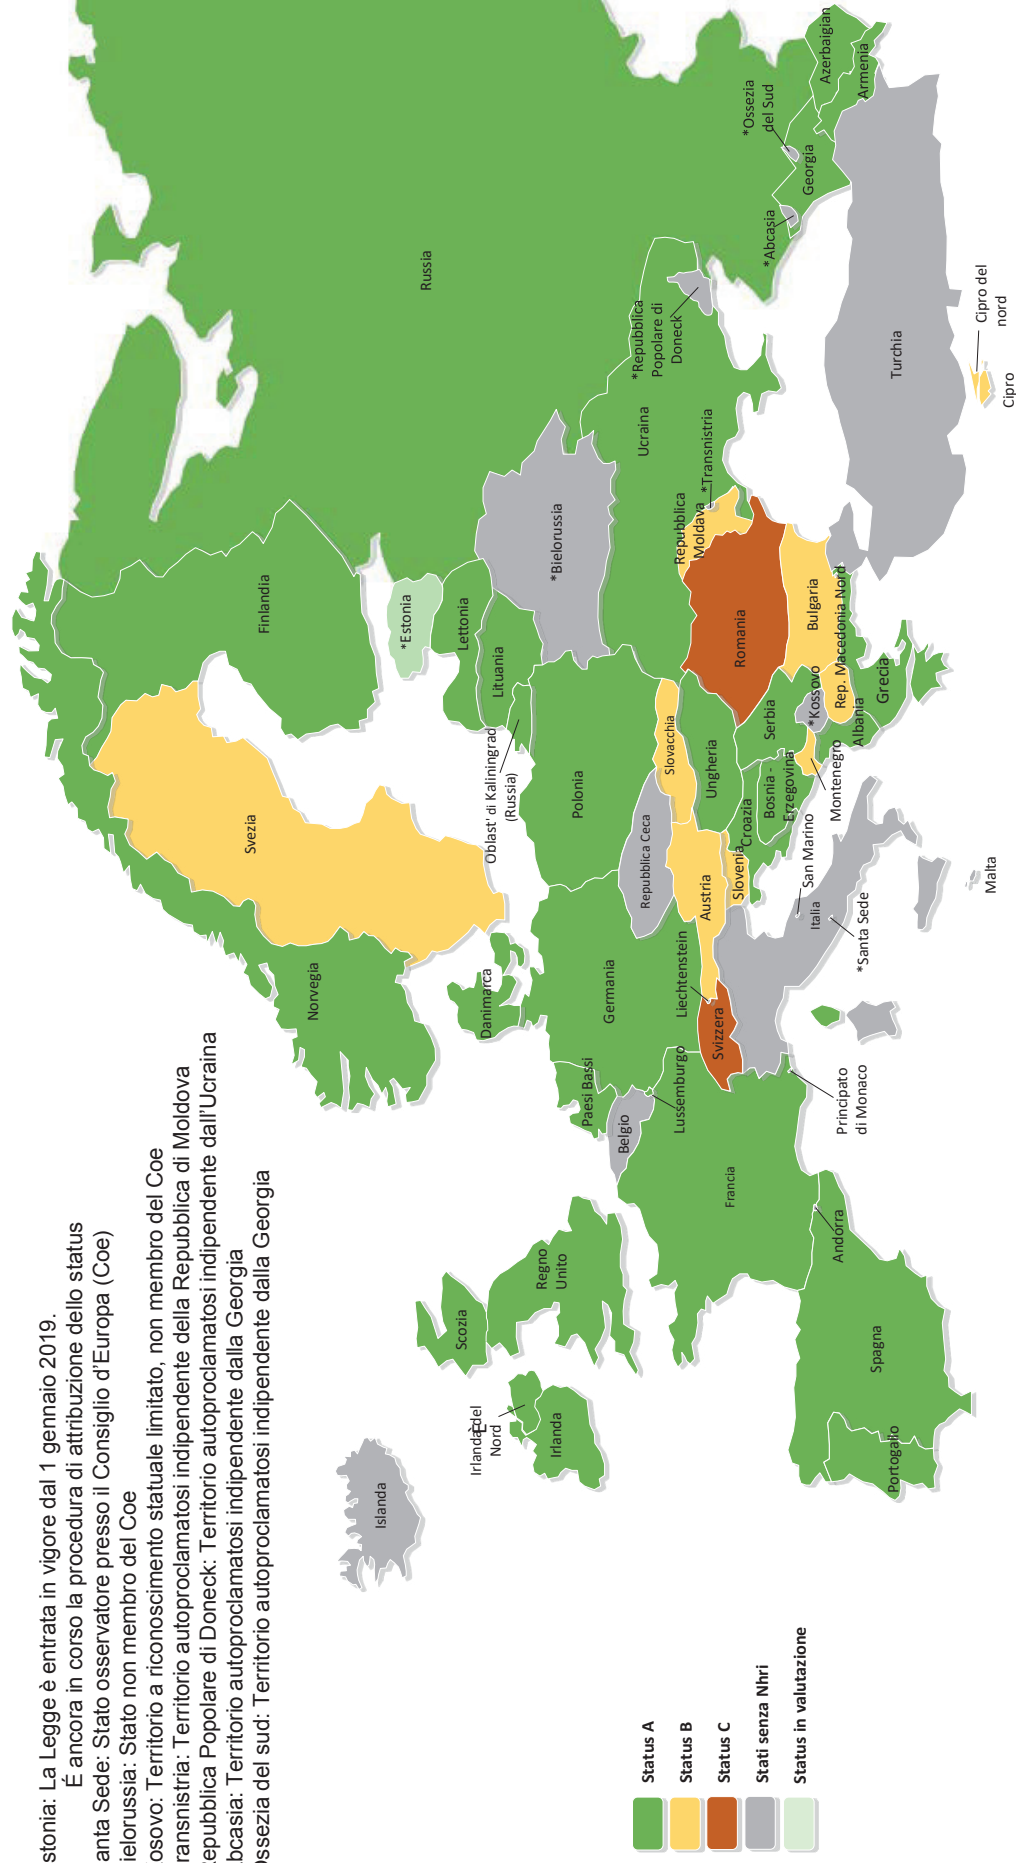 stonia: La Legge è entrata in vigore dal 1 gennaio 2019.
É ancora in corso la procedura di attribuzione dello status
anta Sede: Stato osservatore presso il Consiglio d'Europa (Coe)
ielorussia: Stato non membro del Coe
osovo: Territorio a riconoscimento statuale limitato, non membro del Coe
ransnistria: Territorio autoproclamatosi indipendente della Repubblica di Moldova
epubblica Popolare di Doneck: Territorio autoproclamatosi indipendente dall'Ucraina
bcasia: Territorio autoproclamatosi indipendente dalla Georgia
Ossezia del sud: Territorio autoproclamatosi indipendente dalla Georgia
Islanda
Irlanda del
Nord
Irlanda
Scozia
Regno
Unito
Norvegia
Svezia
Finlandia
Russia
Danimarca
*Estonia
Lettonia
Lituania
Oblast' di Kaliningrad
(Russia)
*Bielorussia
Polonia
Germania
Paesi Bassi
Belgio
Lussemburgo
Liechtenstein
Repubblica Ceca
Slovacchia
Austria
Svizzera
Ungheria
Slovenia
Croazia
Bosnia -
Erzegovina
Serbia
Romania
Repubblica
Moldava
*Transnistria
Ucraina
*Repubblica
Popolare di
Doneck
*Abcasia
*Ossezia
del Sud
Georgia
Azerbaigian
Armenia
Turchia
Cipro del
nord
Cipro
Bulgaria
Rep. Macedonia Nord
*Kossovo
Montenegro
Albania
Grecia
San Marino
Italia
*Santa Sede
Malta
Principato
di Monaco
Francia
Andorra
Spagna
Portogallo
Status A
Status B
Status C
Stati senza Nhri
Status in valutazione